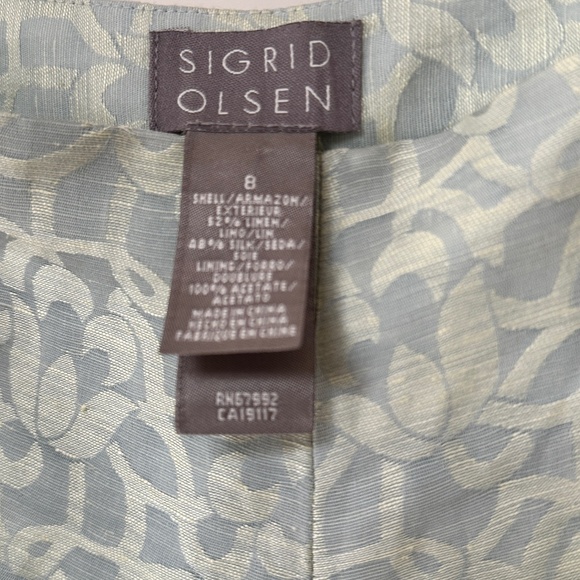 SIGRID
OLSEN
8
SHELL/ARMAZON/
EXTERIEUR
52% LINEN/
LINO/LIN
48% SILK/SEDA/
SOIE
LINING/FORRO/
DOUBLURE
100% ACETATE/
ACETATO
MADE IN CHINA
HECHO EN CHINA
FABRIQUE EN CHINE
RN67992
CA19117